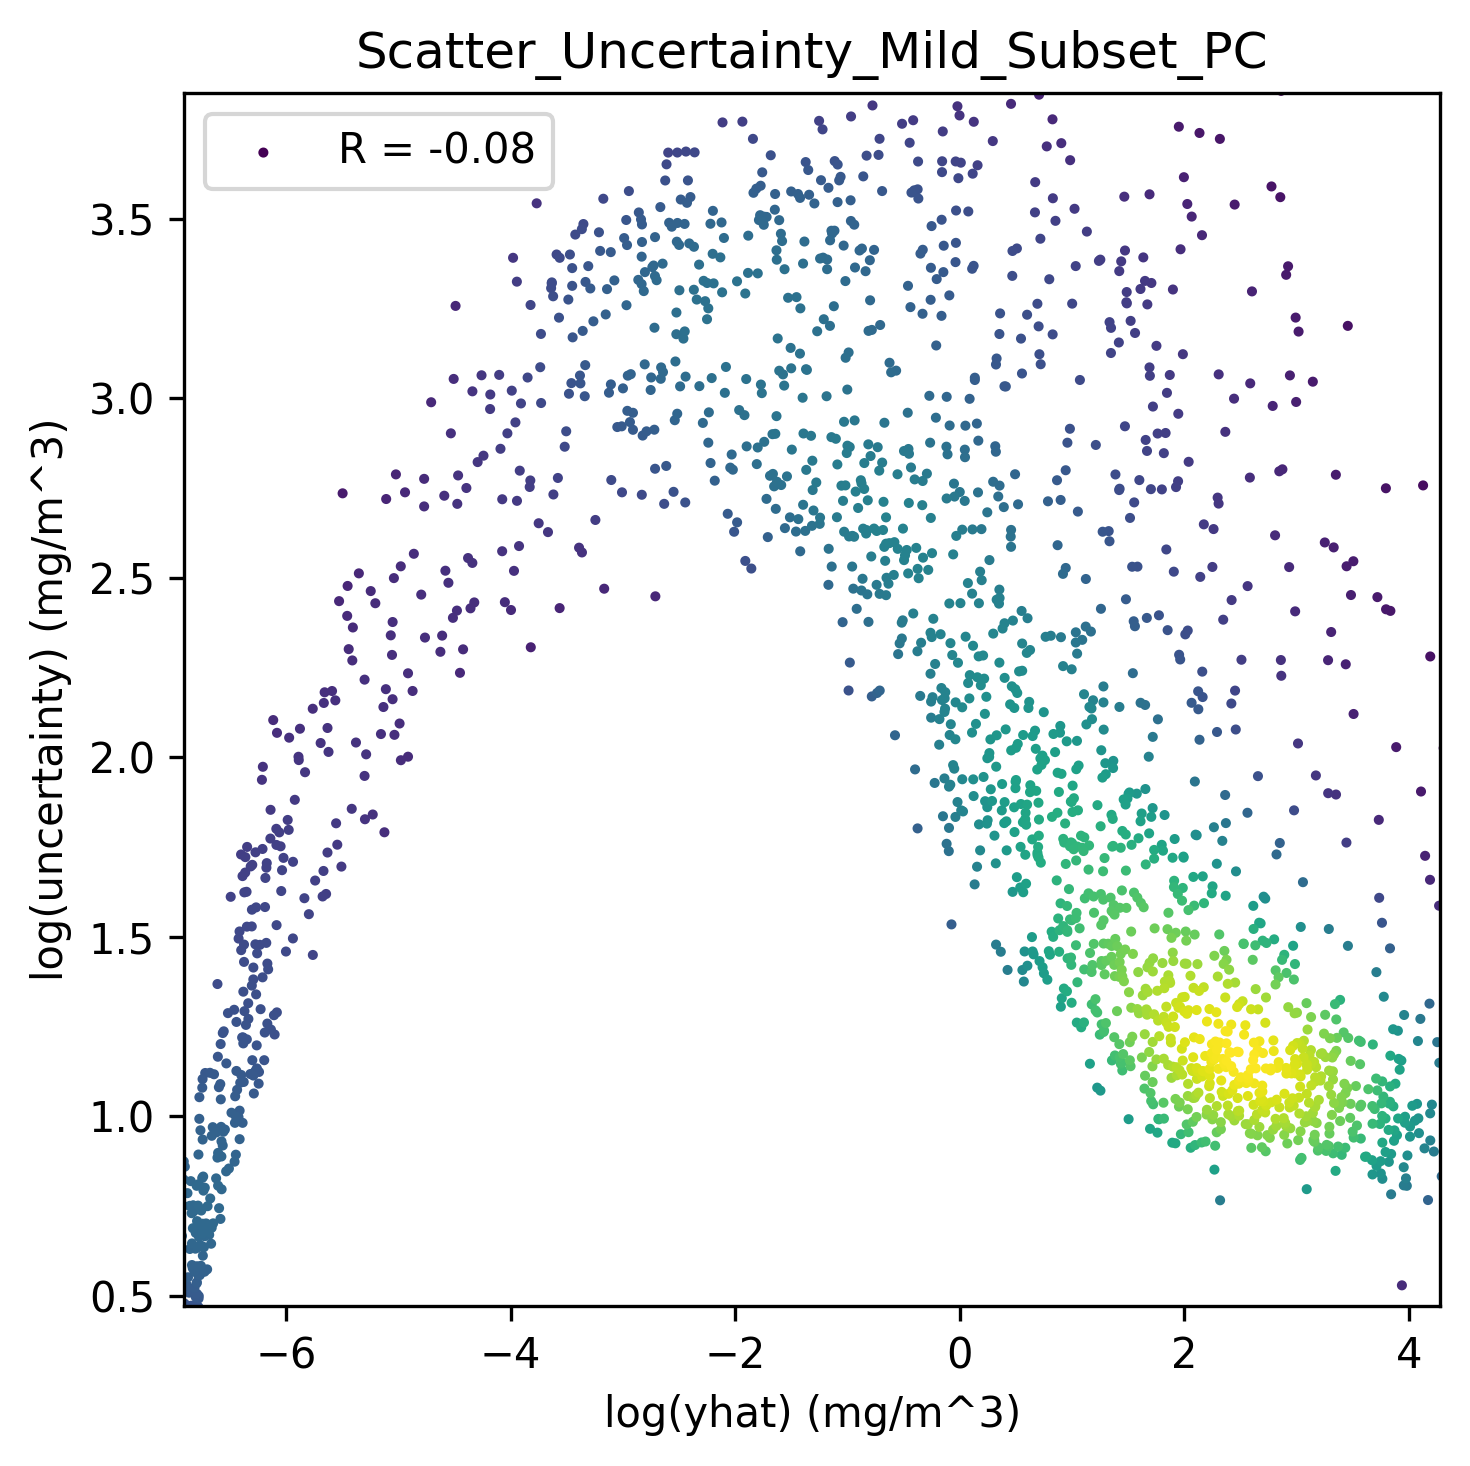 Scatter_Uncertainty_Mild_Subset_PC
R = -0.08
log(uncertainty) (mg/m^3)
3.5
3.0
2.5
2.0
1.5
1.0
0.5
−6 −4 −2 0 2 4
log(yhat) (mg/m^3)